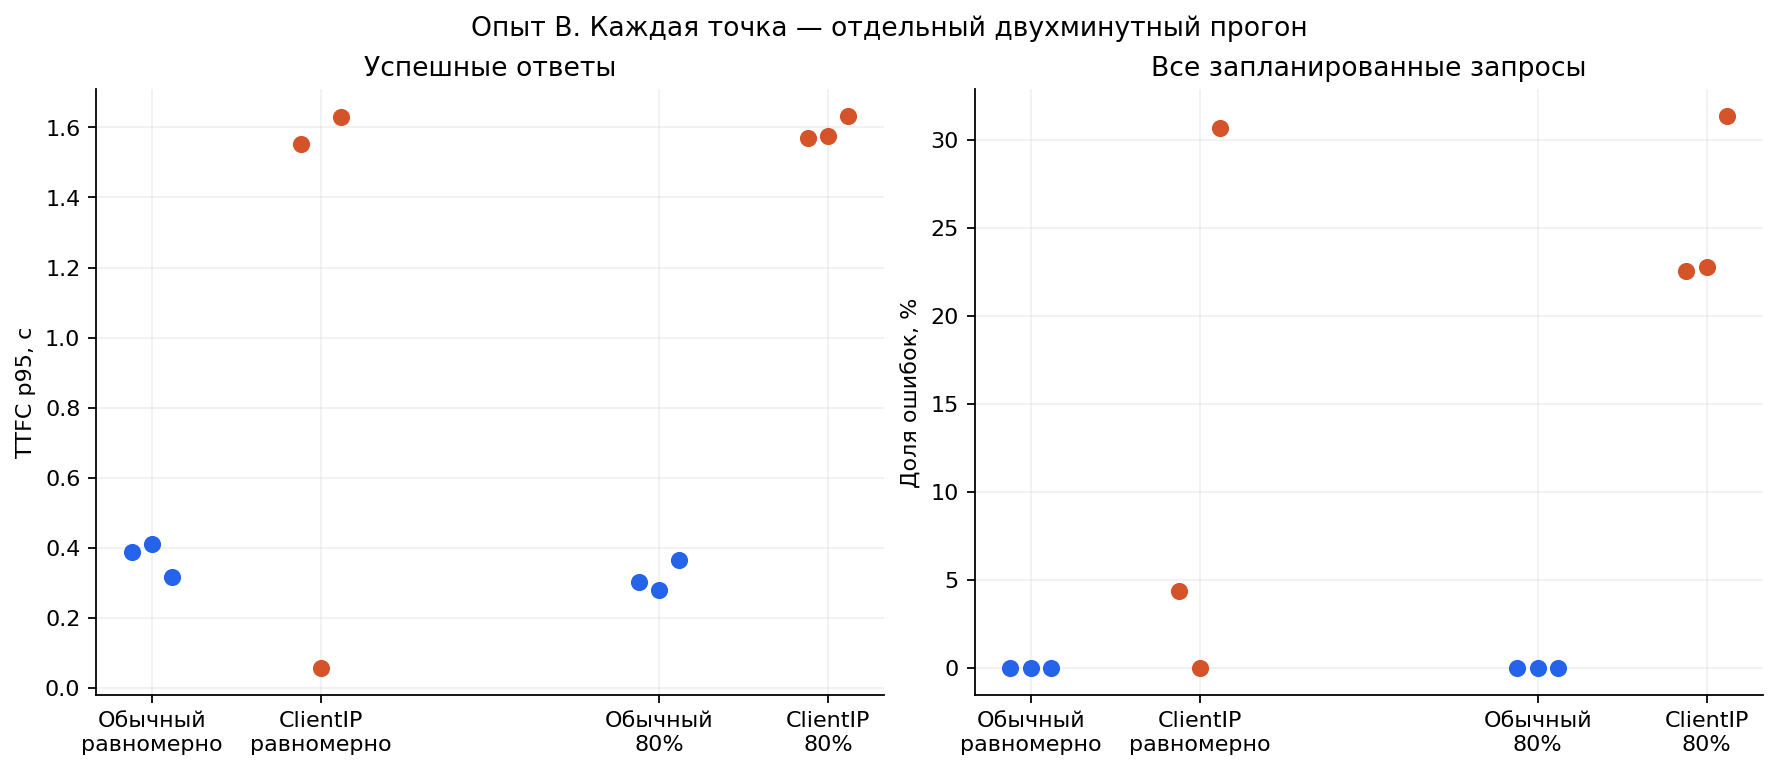 Опыт B. Каждая точка — отдельный двухминутный прогон
Успешные ответы
TTFC p95, с
1.6
1.4
1.2
1.0
0.8
0.6
0.4
0.2
0.0
Обычный
равномерно
ClientIP
равномерно
Обычный
80%
ClientIP
80%
Все запланированные запросы
Доля ошибок, %
30
25
20
15
10
5
0
Обычный
равномерно
ClientIP
равномерно
Обычный
80%
ClientIP
80%